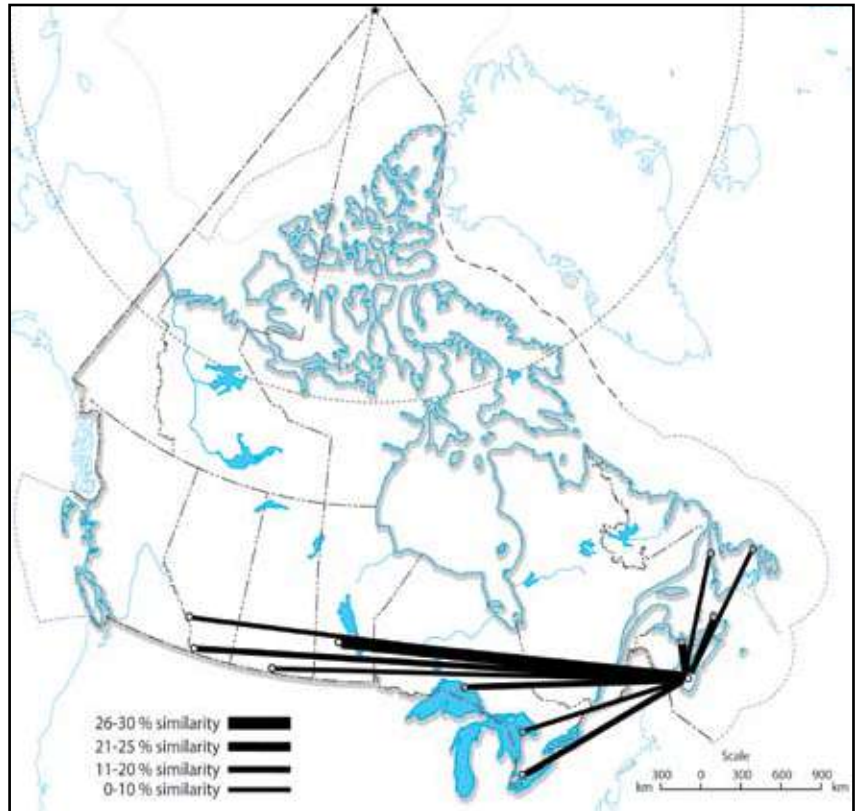 26-30 % similarity
21-25 % similarity
11-20 % similarity
0-10 % similarity
Scale
300 0 300 600 900
km km